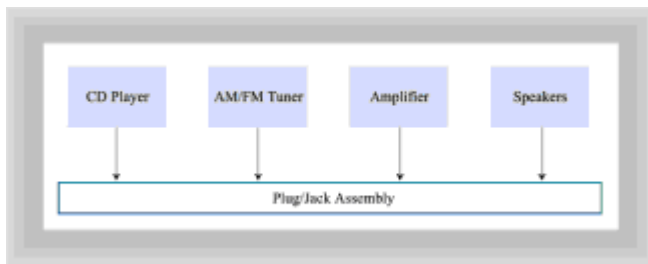 CD Player
AM/FM Tuner
Amplifier
Speakers
Plug/Jack Assembly